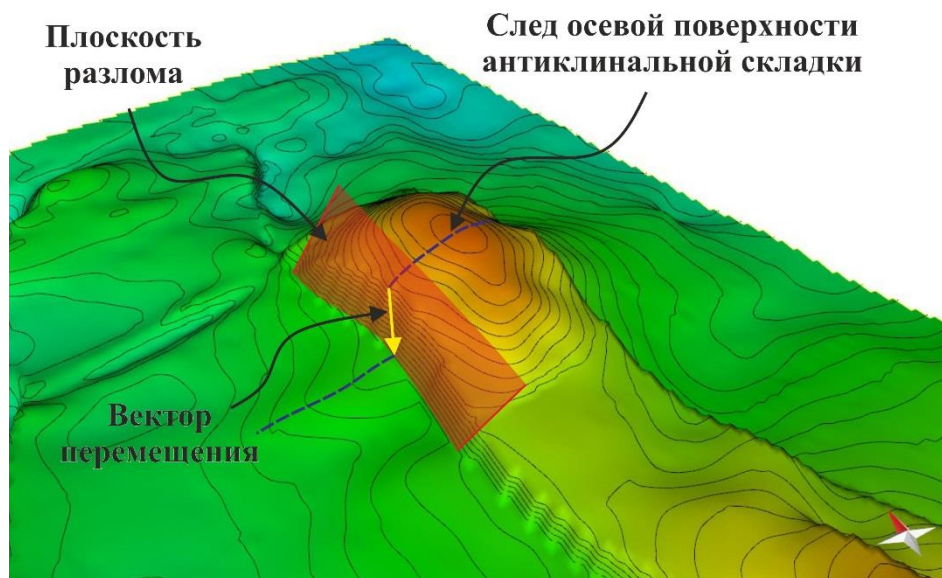 Плоскость
разлома
След осевой поверхности
антиклинальной складки
Вектор
перемещения